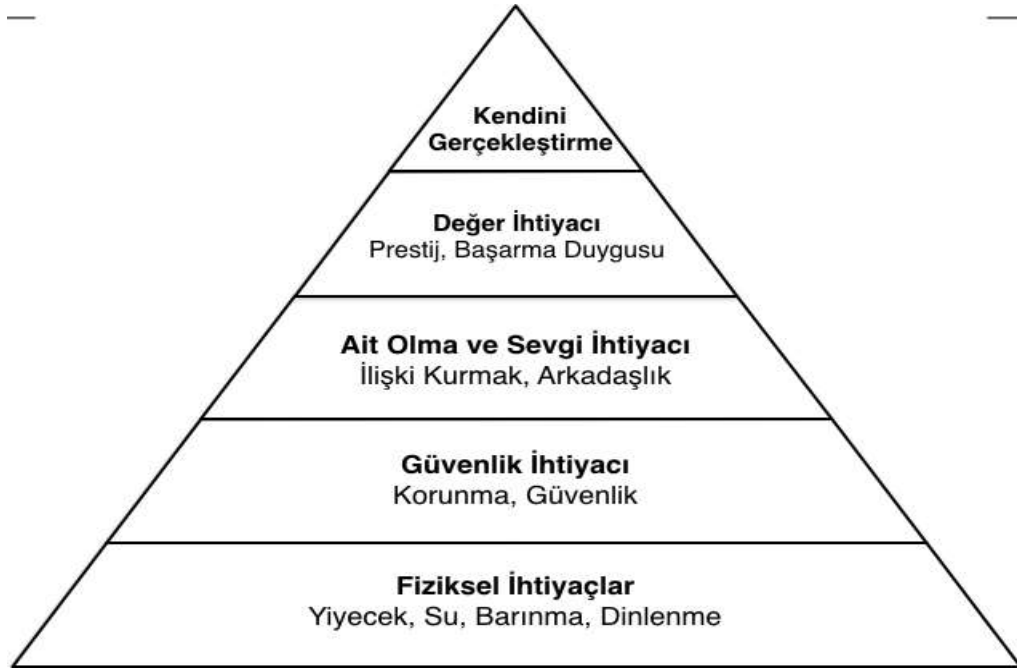 Kendini
Gerçekleştirme
Değer İhtiyacı
Prestij, Başarma Duygusu
Ait Olma ve Sevgi İhtiyacı
İlişki Kurmak, Arkadaşlık
Güvenlik İhtiyacı
Korunma, Güvenlik
Fiziksel İhtiyaçlar
Yiyecek, Su, Barınma, Dinlenme